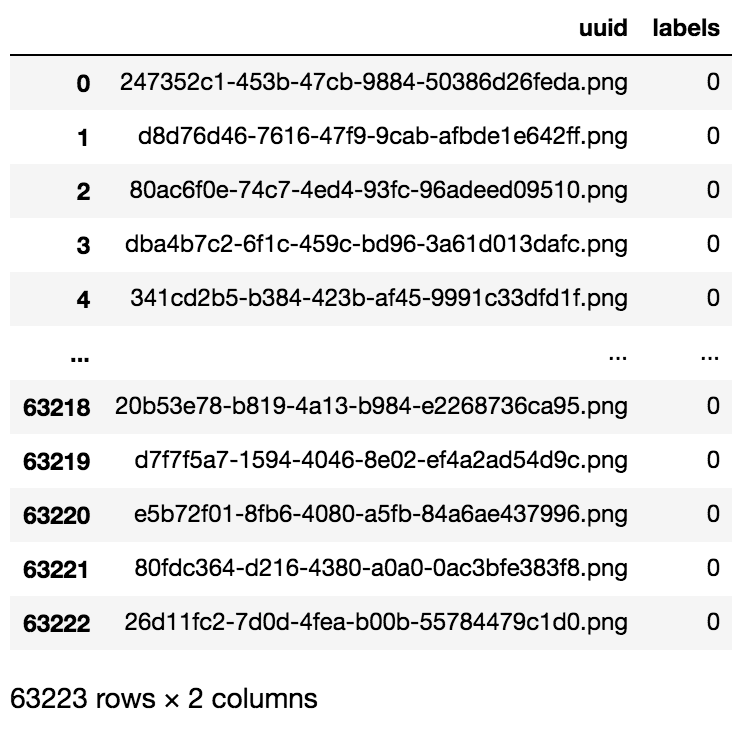 uuid labels
0 247352c1-453b-47cb-9884-50386d26feda.png 0
1 d8d76d46-7616-47f9-9cab-afbde1e642ff.png 0
2 80ac6f0e-74c7-4ed4-93fc-96adeed09510.png 0
3 dba4b7c2-6f1c-459c-bd96-3a61d013dafc.png 0
4 341cd2b5-b384-423b-af45-9991c33dfd1f.png 0
... ... ...
63218 20b53e78-b819-4a13-b984-e2268736ca95.png 0
63219 d7f7f5a7-1594-4046-8e02-ef4a2ad54d9c.png 0
63220 e5b72f01-8fb6-4080-a5fb-84a6ae437996.png 0
63221 80fdc364-d216-4380-a0a0-0ac3bfe383f8.png 0
63222 26d11fc2-7d0d-4fea-b00b-55784479c1d0.png 0
63223 rows × 2 columns